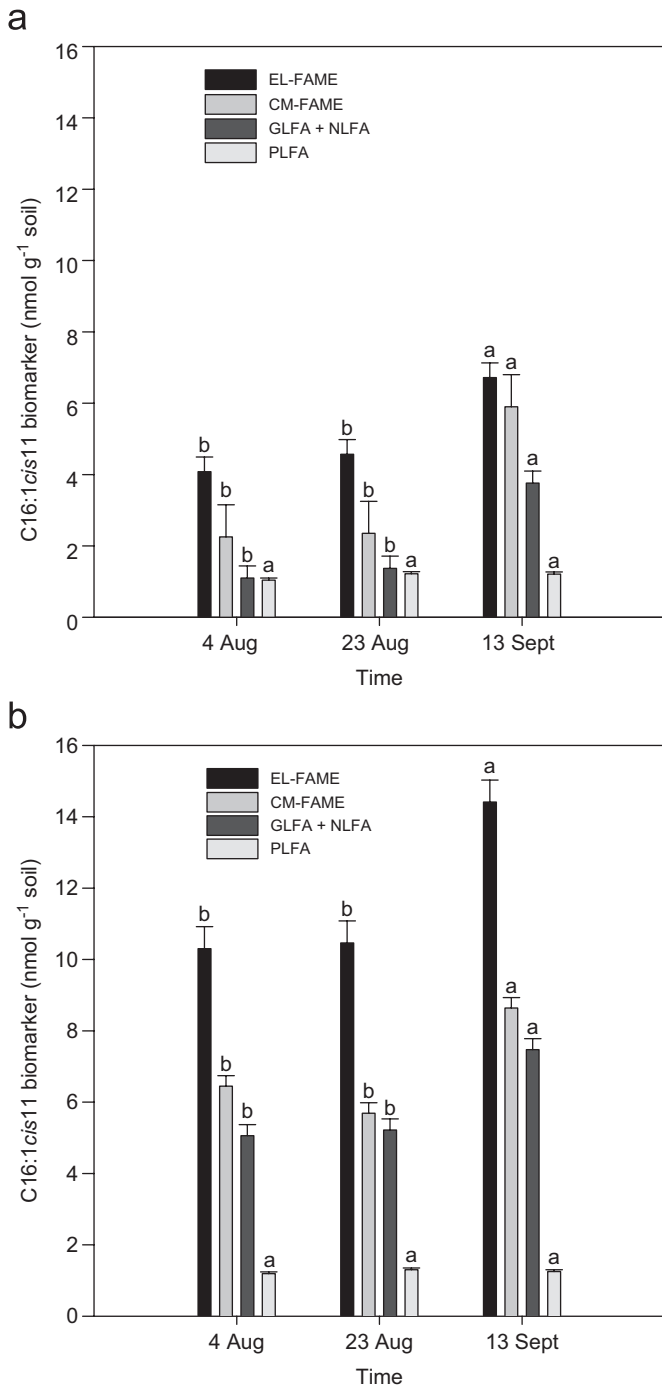 a
16
14
12
10
8
6
4
2
0
C16:1cis11 biomarker (nmol g⁻¹ soil)
EL-FAME
CM-FAME
GLFA + NLFA
PLFA
b
b
b
a
b
b
b
a
a
a
a
a
4 Aug
23 Aug
13 Sept
Time
b
16
14
12
10
8
6
4
2
0
C16:1cis11 biomarker (nmol g⁻¹ soil)
EL-FAME
CM-FAME
GLFA + NLFA
PLFA
b
b
b
a
b
b
b
a
a
a
a
a
4 Aug
23 Aug
13 Sept
Time